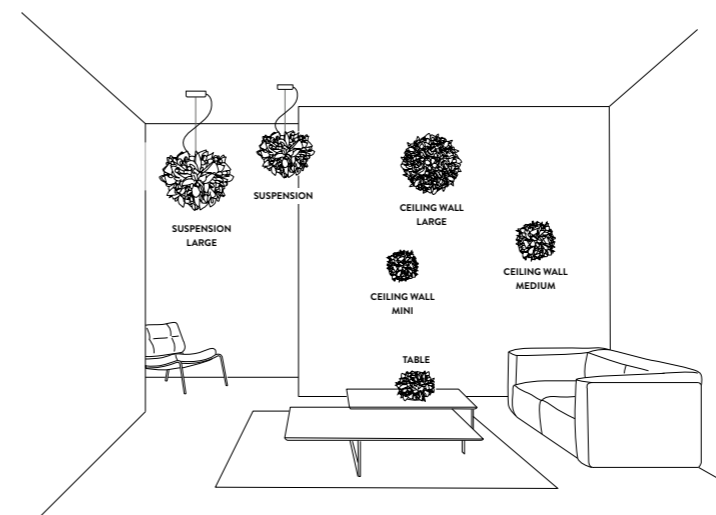 SUSPENSION
LARGE
SUSPENSION
CEILING WALL
LARGE
CEILING WALL
MEDIUM
CEILING WALL
MINI
TABLE